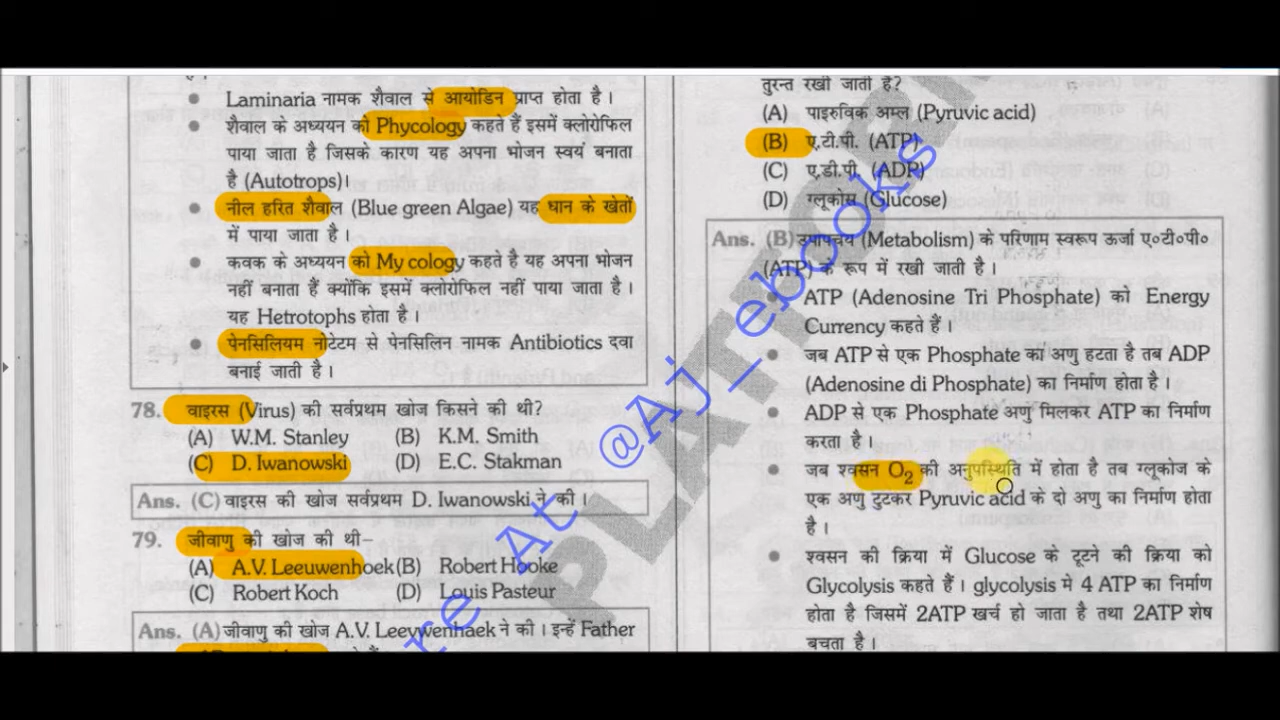 Laminaria नामक शैवाल से आयोडिन प्राप्त होता है।
शैवाल के अध्ययन को Phycology कहते हैं इसमें क्लोरोफिल
पाया जाता है जिसके कारण यह अपना भोजन स्वयं बनाता
है (Autotrops)।
नील हरित शैवाल (Blue green Algae) यह धान के खेतों
में पाया जाता है।
कवक के अध्ययन को My cology कहते है यह अपना भोजन
नहीं बनाता हैं क्योंकि इसमें क्लोरोफिल नहीं पाया जाता है।
यह Hetrotophs होता है।
पेनसिलियम नोटेटम से पेनसिलिन नामक Antibiotics दवा
बनाई जाती है।
78. वाइरस (Virus) की सर्वप्रथम खोज किसने की थी?
(A) W.M. Stanley (B) K.M. Smith
(C) D. Iwanowski (D) E.C. Stakman
Ans. (C) वाइरस की खोज सर्वप्रथम D. Iwanowski ने की।
79. जीवाणु की खोज की थी–
(A) A.V. Leeuwenhoek (B) Robert Hooke
(C) Robert Koch (D) Louis Pasteur
Ans. (A) जीवाणु की खोज A.V. Leeywenhaek ने की। इन्हें Father
तुरन्त रखी जाती है?
(A) पाइरुविक अम्ल (Pyruvic acid)
(B) ए.टी.पी. (ATP)
(C) ए.डी.पी. (ADR)
(D) ग्लूकोस (Glucose)
Ans. (B) उपापचय (Metabolism) के परिणाम स्वरूप ऊर्जा ए०टी०पी०
(ATP) के रूप में रखी जाती है।
ATP (Adenosine Tri Phosphate) को Energy
Currency कहते हैं।
जब ATP से एक Phosphate का अणु हटता है तब ADP
(Adenosine di Phosphate) का निर्माण होता है।
ADP से एक Phosphate अणु मिलकर ATP का निर्माण
करता है।
जब श्वसन O₂ की अनुपस्थिति में होता है तब ग्लूकोज के
एक अणु टुटकर Pyruvic acid के दो अणु का निर्माण होता
है।
श्वसन की क्रिया में Glucose के टूटने की क्रिया को
Glycolysis कहते हैं। glycolysis मे 4 ATP का निर्माण
होता है जिसमें 2ATP खर्च हो जाता है तथा 2ATP शेष
बचता है।
re At @Aj_ebooks
PLATFORM